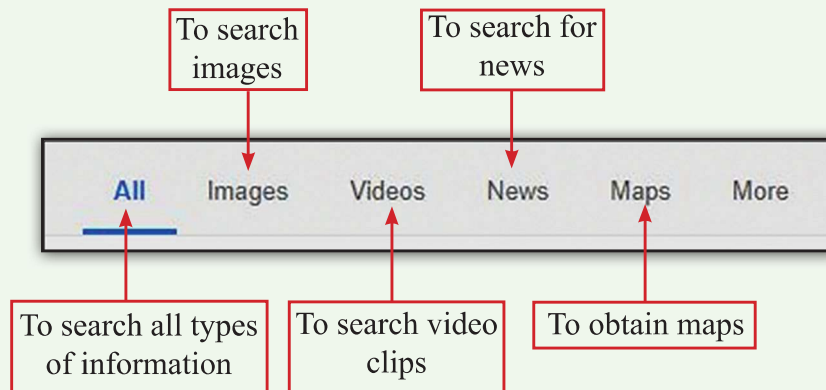 To search
images
To search for
news
All Images Videos News Maps More
To search all types
of information
To search video
clips
To obtain maps